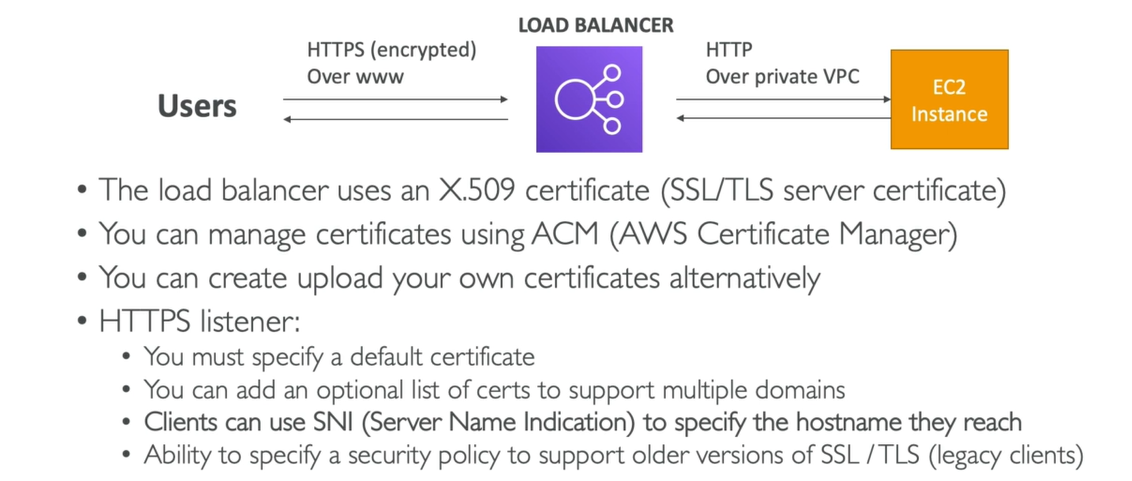 LOAD BALANCER
HTTPS (encrypted)
Over www
HTTP
Over private VPC
Users
EC2
Instance
• The load balancer uses an X.509 certificate (SSL/TLS server certificate)
• You can manage certificates using ACM (AWS Certificate Manager)
• You can create upload your own certificates alternatively
• HTTPS listener:
• You must specify a default certificate
• You can add an optional list of certs to support multiple domains
• Clients can use SNI (Server Name Indication) to specify the hostname they reach
• Ability to specify a security policy to support older versions of SSL / TLS (legacy clients)